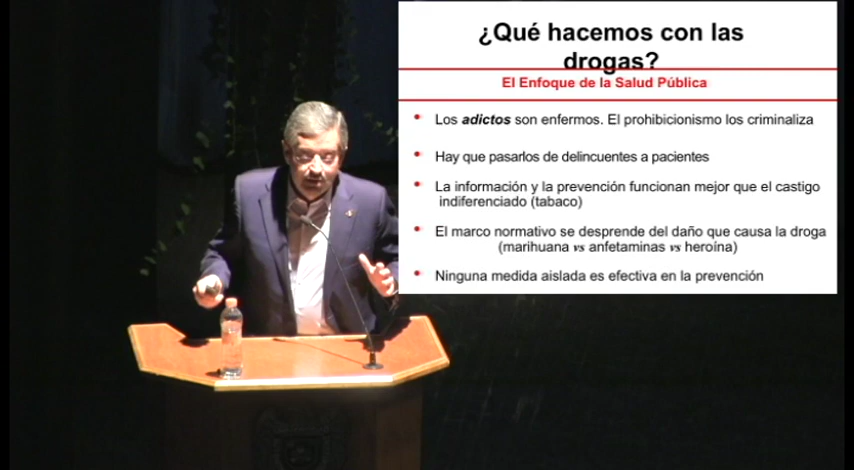 ¿Qué hacemos con las
drogas?
El Enfoque de la Salud Pública
• Los adictos son enfermos. El prohibicionismo los criminaliza
• Hay que pasarlos de delincuentes a pacientes
• La información y la prevención funcionan mejor que el castigo
indiferenciado (tabaco)
• El marco normativo se desprende del daño que causa la droga
(marihuana vs anfetaminas vs heroína)
• Ninguna medida aislada es efectiva en la prevención